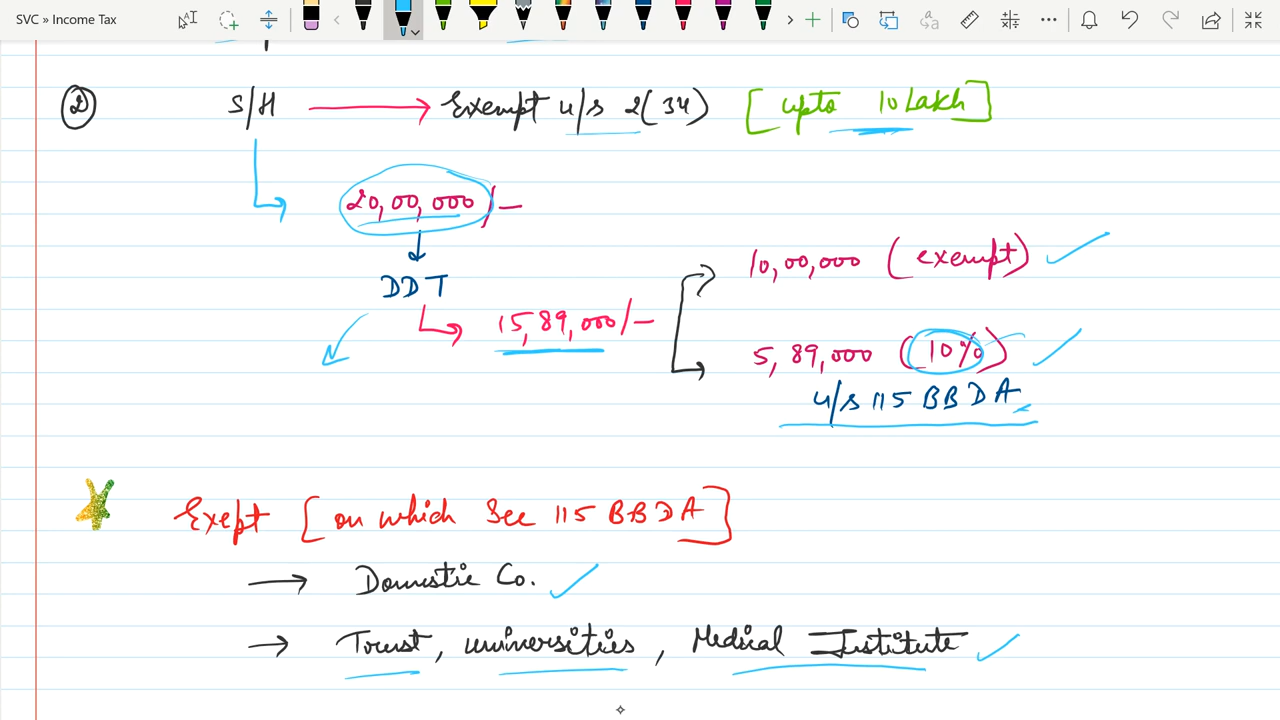 SVC » Income Tax
② S/H → Exempt u/s 2(34) [upto 10 Lakh]
20,00,000/-
DDT
15,89,000/-
10,00,000 (exempt)
5,89,000 (10%)
u/s 115 BBDA
Exept [on which Sec 115 BBDA]
→ Domestic Co.
→ Trust, universities, Medical Institute